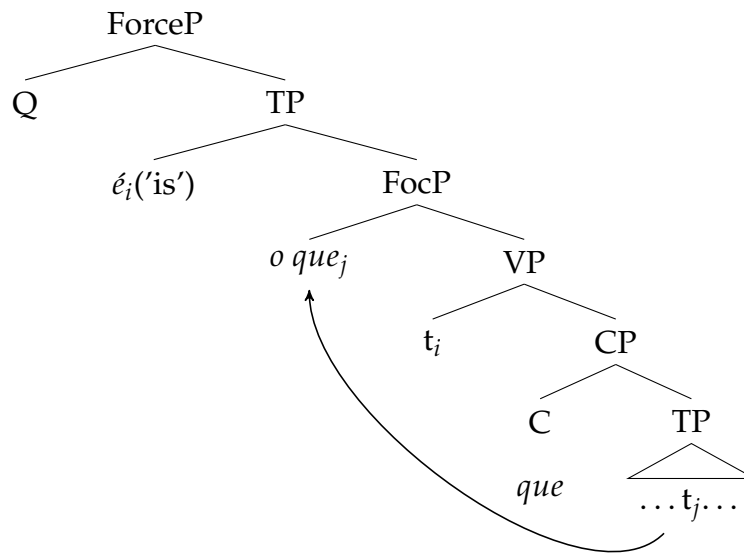 ForceP
Q TP
éᵢ('is') FocP
o queⱼ VP
tᵢ CP
C TP
que ...tⱼ...